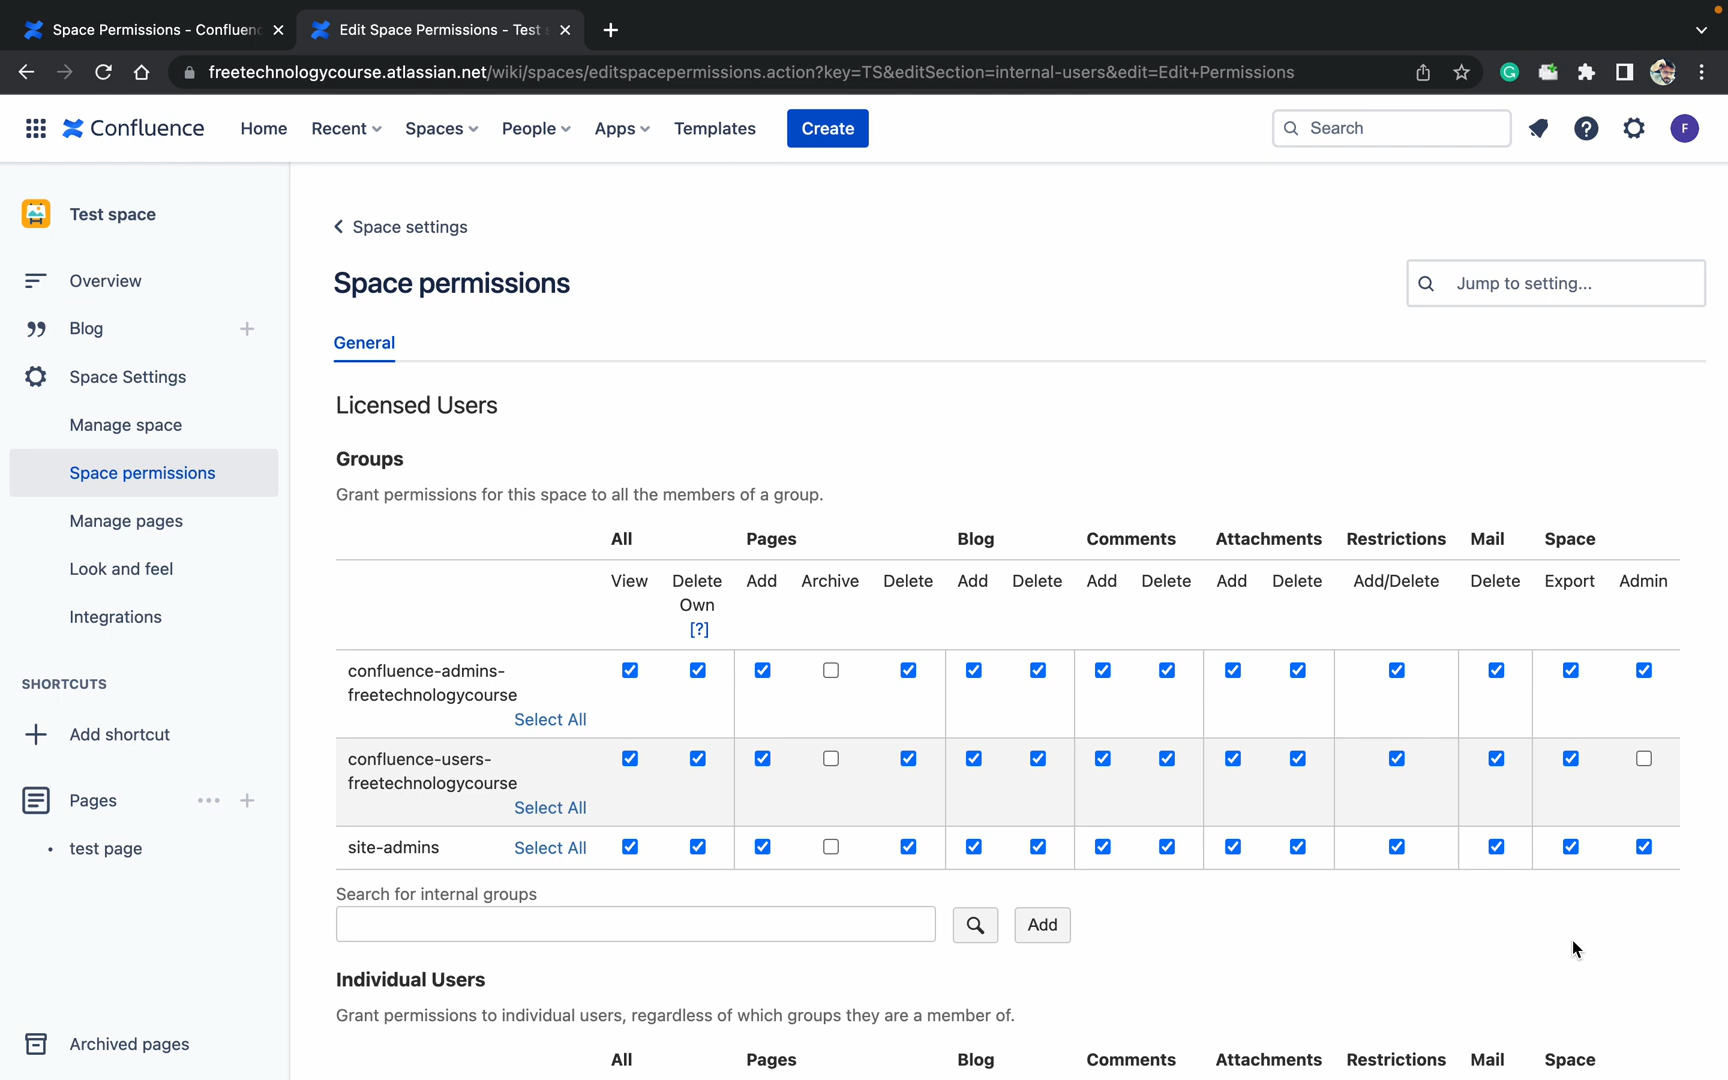 Space Permissions - Confluenc
Edit Space Permissions - Test s
freetechnologycourse.atlassian.net/wiki/spaces/editspacepermissions.action?key=TS&editSection=internal-users&edit=Edit+Permissions
Confluence Home Recent Spaces People Apps Templates Create Search F
Test space
Overview
Blog
Space Settings
Manage space
Space permissions
Manage pages
Look and feel
Integrations
SHORTCUTS
Add shortcut
Pages
test page
Archived pages
Space settings
Space permissions
Jump to setting...
General
Licensed Users
Groups
Grant permissions for this space to all the members of a group.
All Pages Blog Comments Attachments Restrictions Mail Space
View Delete Add Archive Delete Add Delete Add Delete Add Delete Add/Delete Delete Export Admin
Own
[?]
confluence-admins-
freetechnologycourse
Select All
confluence-users-
freetechnologycourse
Select All
site-admins Select All
Search for internal groups
Add
Individual Users
Grant permissions to individual users, regardless of which groups they are a member of.
All Pages Blog Comments Attachments Restrictions Mail Space